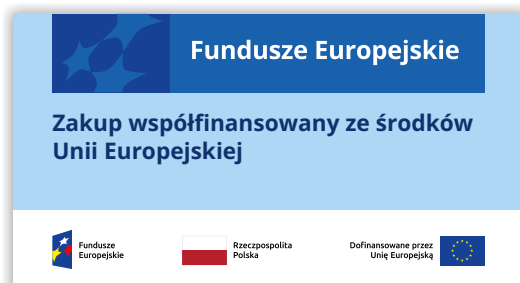 Fundusze Europejskie
Zakup współfinansowany ze środków
Unii Europejskiej
Fundusze
Europejskie
Rzeczpospolita
Polska
Dofinansowane przez
Unię Europejską